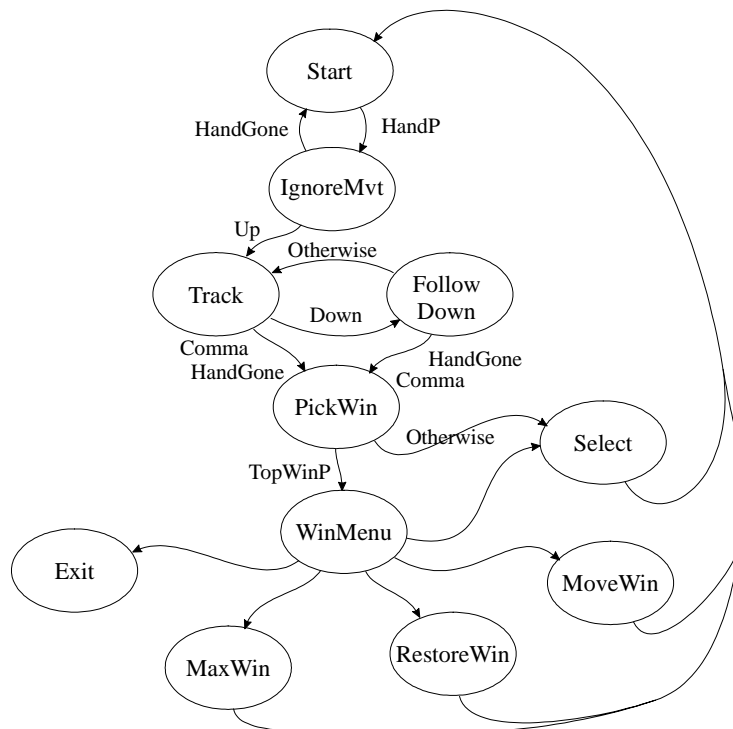 Start
HandGone
HandP
IgnoreMvt
Up
Otherwise
Track
Follow
Down
Down
Comma
HandGone
HandGone
Comma
PickWin
Otherwise
Select
TopWinP
WinMenu
Exit
MoveWin
MaxWin
RestoreWin